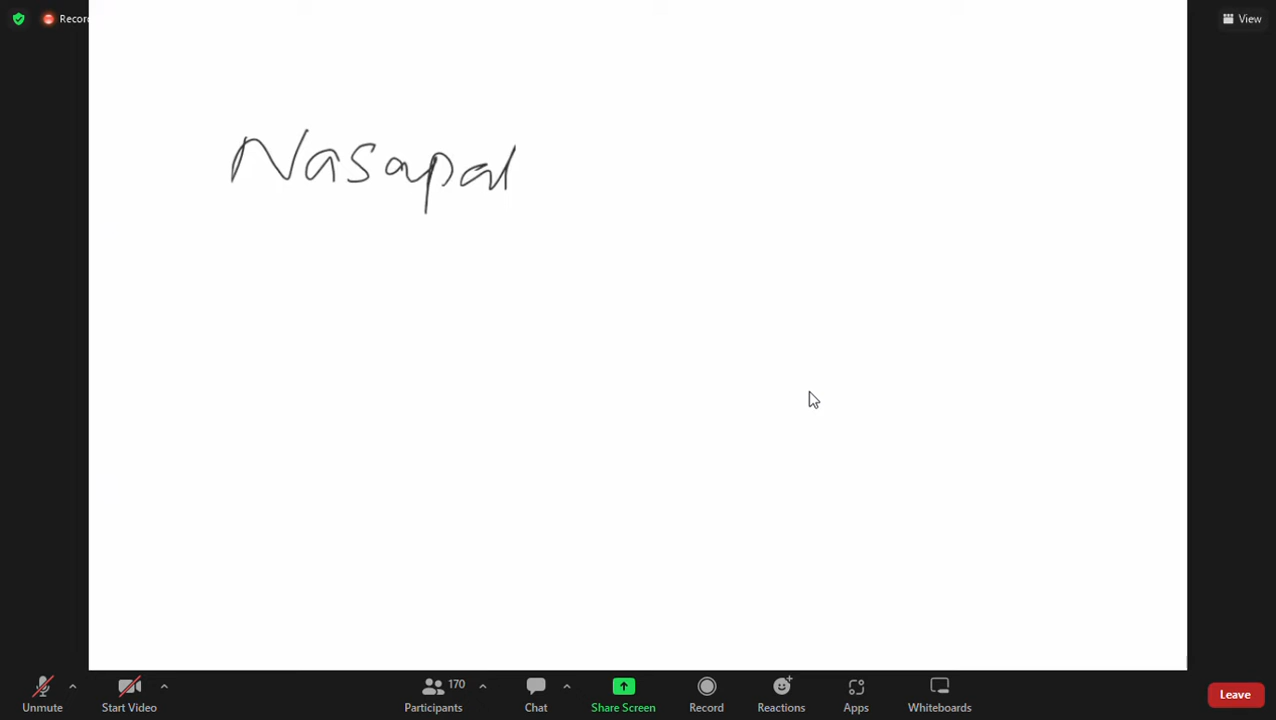 Recor
View
Nasapal
Unmute
Start Video
170
Participants
Chat
Share Screen
Record
Reactions
Apps
Whiteboards
Leave